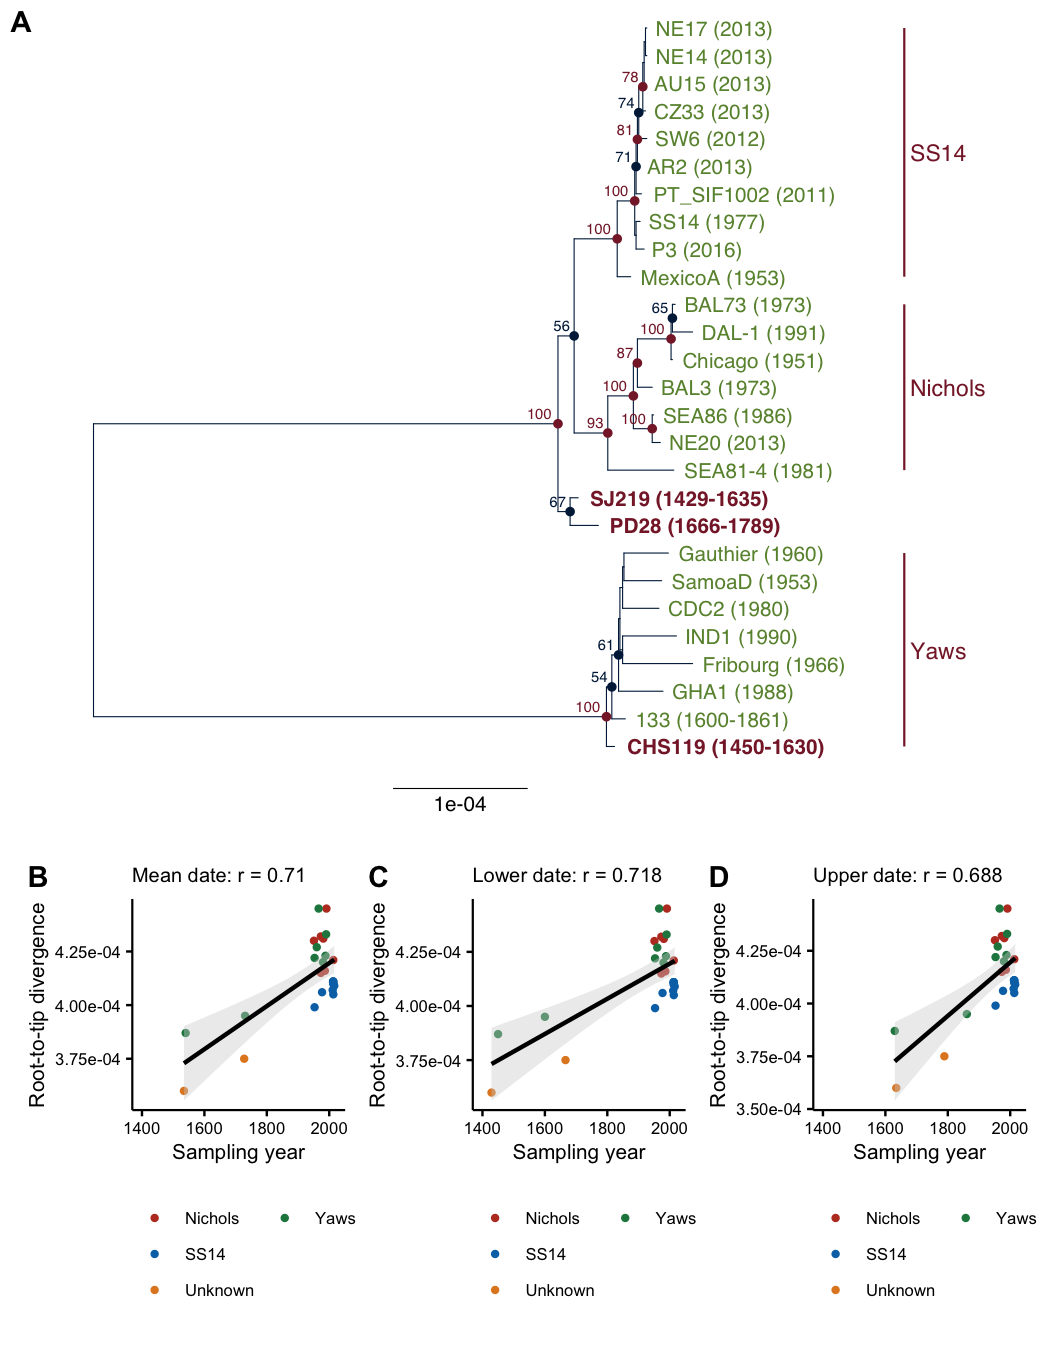 A
NE17 (2013)
NE14 (2013)
78
AU15 (2013)
74
CZ33 (2013)
81
SW6 (2012)
SS14
71
AR2 (2013)
100
PT_SIF1002 (2011)
SS14 (1977)
100
P3 (2016)
MexicoA (1953)
65
BAL73 (1973)
56
100
DAL-1 (1991)
87
Chicago (1951)
100
BAL3 (1973)
Nichols
100
93
100
SEA86 (1986)
NE20 (2013)
SEA81-4 (1981)
67
SJ219 (1429-1635)
PD28 (1666-1789)
Gauthier (1960)
SamoaD (1953)
CDC2 (1980)
61
IND1 (1990)
Yaws
54
Fribourg (1966)
GHA1 (1988)
100
133 (1600-1861)
CHS119 (1450-1630)
1e-04
B
Mean date: r = 0.71
Root-to-tip divergence
4.25e-04
4.00e-04
3.75e-04
1400 1600 1800 2000
Sampling year
Nichols
Yaws
SS14
Unknown
C
Lower date: r = 0.718
Root-to-tip divergence
4.25e-04
4.00e-04
3.75e-04
1400 1600 1800 2000
Sampling year
Nichols
Yaws
SS14
Unknown
D
Upper date: r = 0.688
Root-to-tip divergence
4.25e-04
4.00e-04
3.75e-04
3.50e-04
1400 1600 1800 2000
Sampling year
Nichols
Yaws
SS14
Unknown